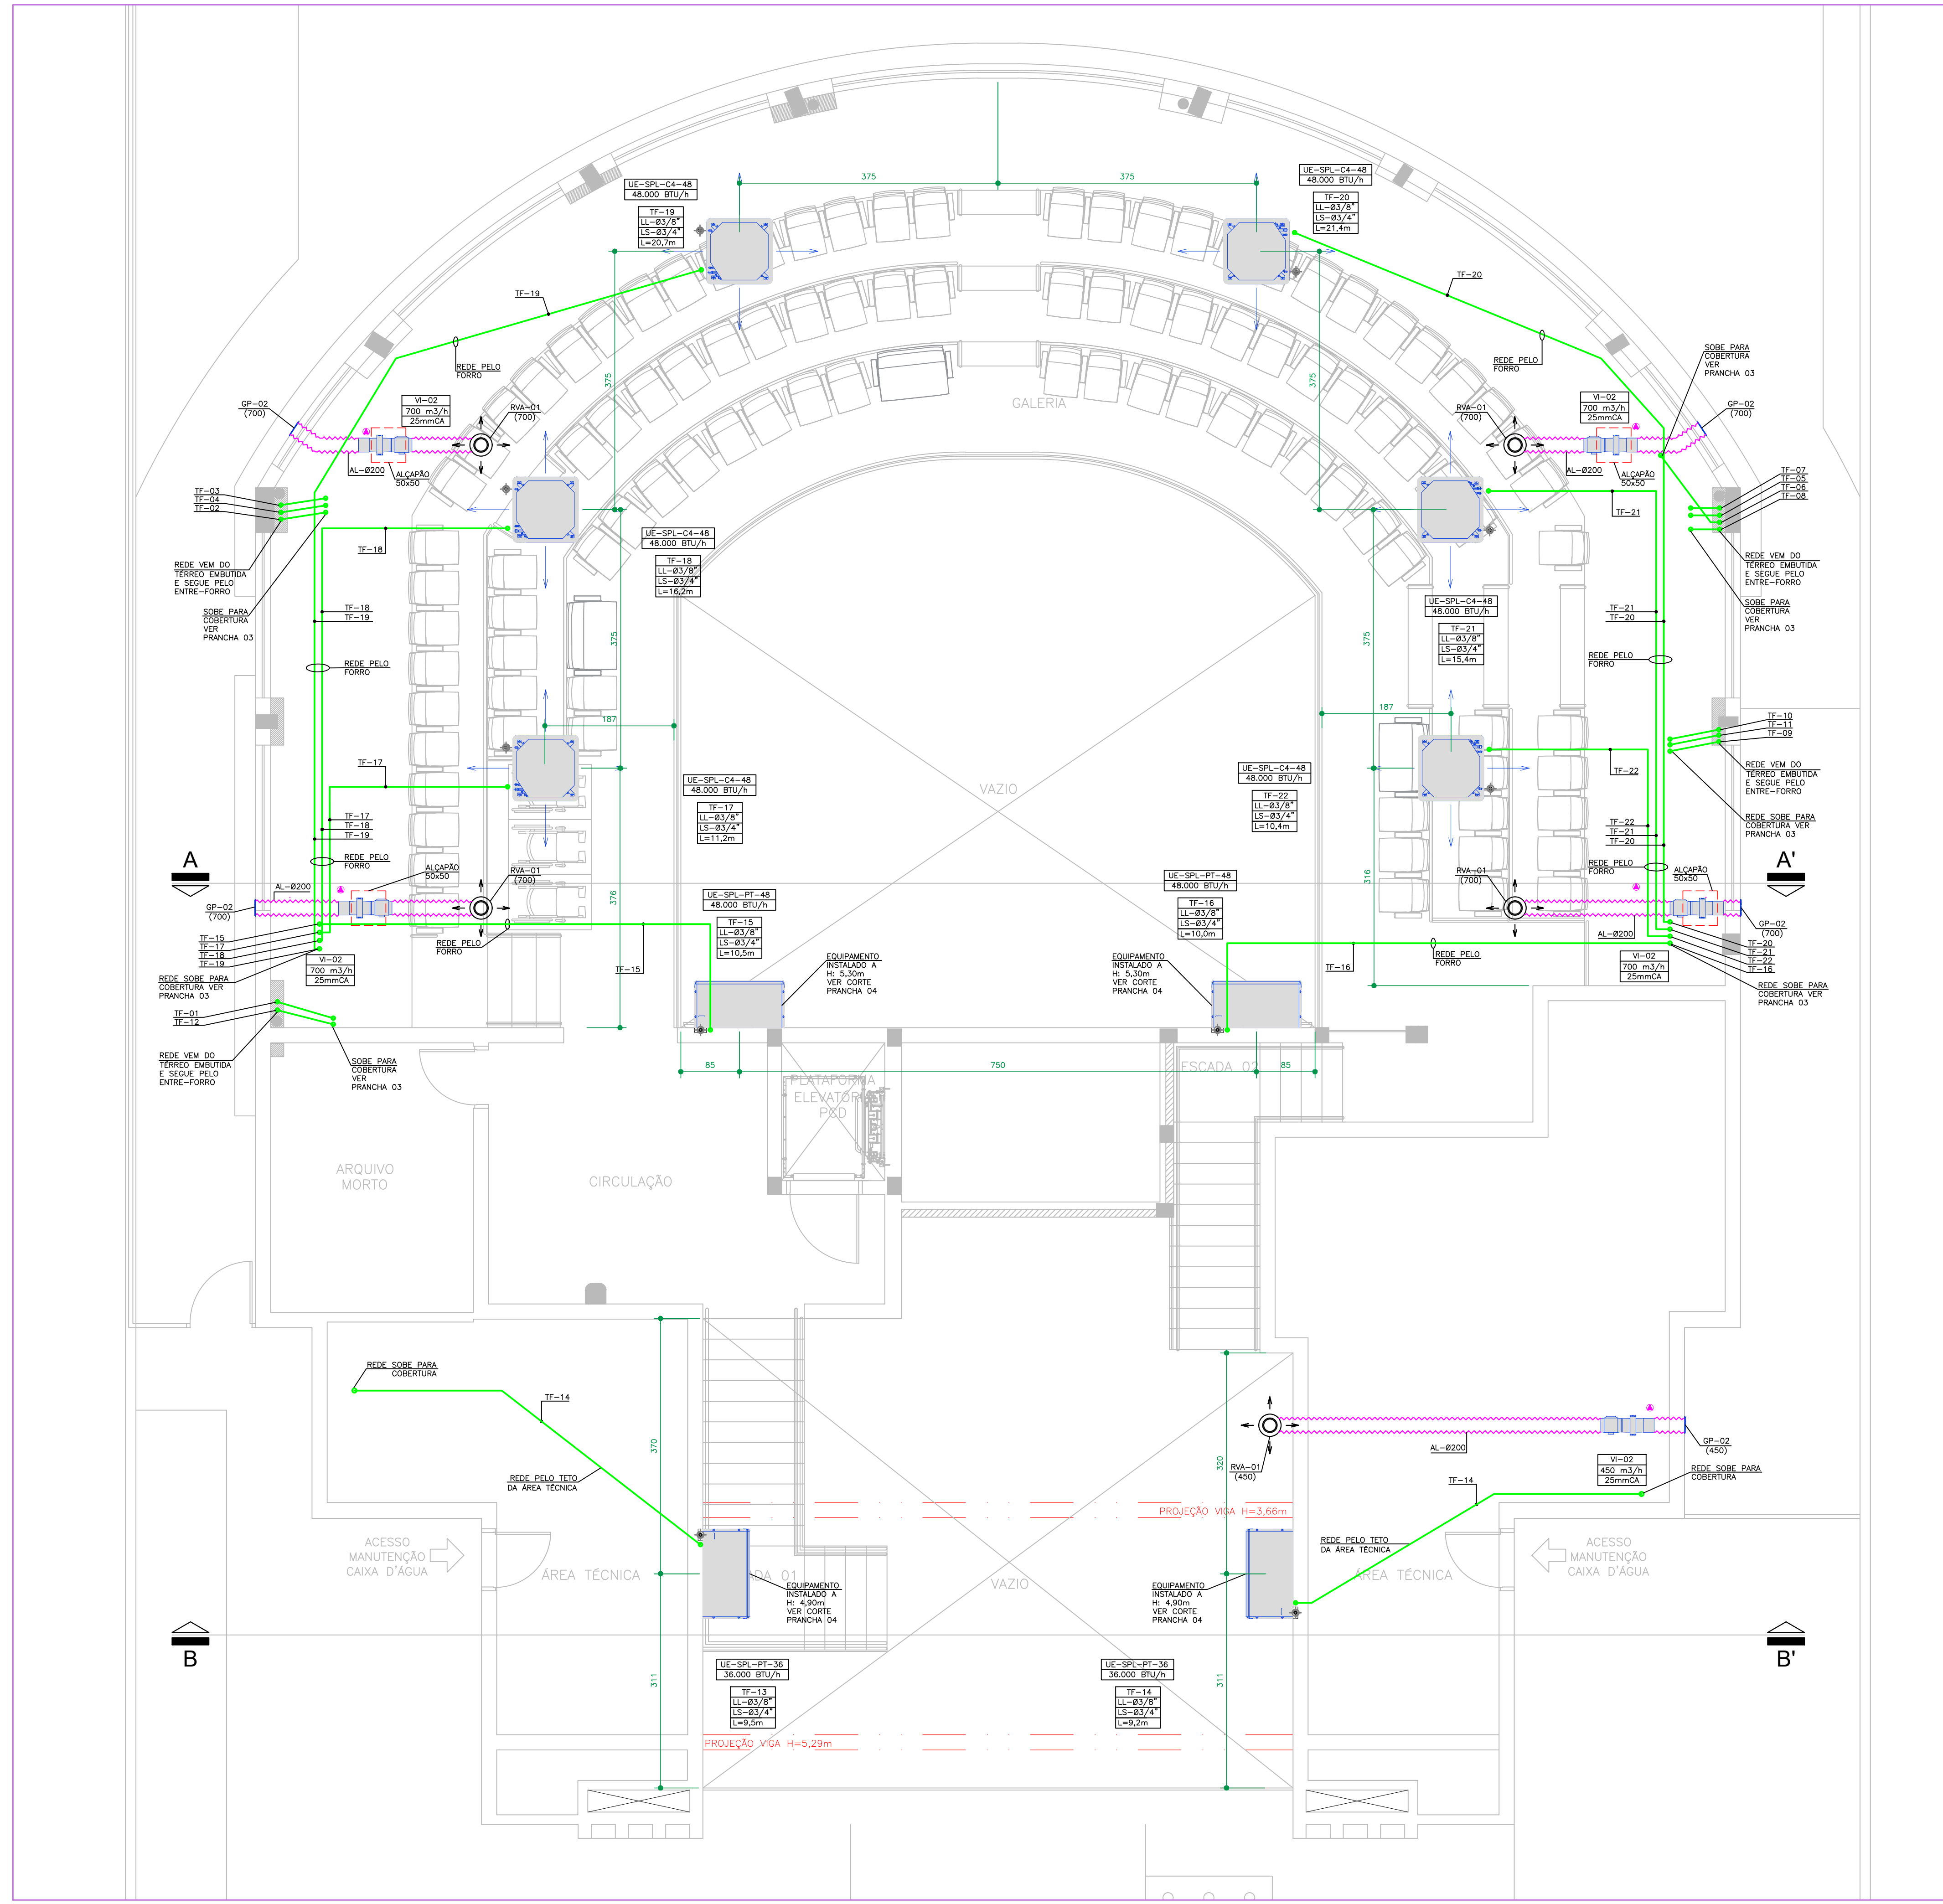 375
375
UE-SPL-C4-48
48.000 BTU/h
TF-19
LL-Ø3/8"
LS-Ø3/4"
L=20,7m
UE-SPL-C4-48
48.000 BTU/h
TF-20
LL-Ø3/8"
LS-Ø3/4"
L=21,4m
TF-19
REDE PELO
FORRO
TF-20
REDE PELO
FORRO
SOBE PARA
COBERTURA
VER
PRANCHA 03
375
375
GALERIA
GP-02
(700)
VI-02
700 m3/h
25mmCA
RVA-01
(700)
AL-Ø200
ALÇAPÃO
50x50
RVA-01
(700)
VI-02
700 m3/h
25mmCA
GP-02
(700)
AL-Ø200
ALÇAPÃO
50x50
TF-03
TF-04
TF-02
TF-07
TF-05
TF-06
TF-08
TF-18
TF-21
REDE VEM DO
TÉRREO EMBUTIDA
E SEGUE PELO
ENTRE-FORRO
SOBE PARA
COBERTURA
VER
PRANCHA 03
UE-SPL-C4-48
48.000 BTU/h
TF-18
LL-Ø3/8"
LS-Ø3/4"
L=16,2m
UE-SPL-C4-48
48.000 BTU/h
TF-21
LL-Ø3/8"
LS-Ø3/4"
L=15,4m
REDE VEM DO
TÉRREO EMBUTIDA
E SEGUE PELO
ENTRE-FORRO
SOBE PARA
COBERTURA
VER
PRANCHA 03
TF-18
TF-19
REDE PELO
FORRO
TF-21
TF-20
REDE PELO
FORRO
375
375
187
187
TF-17
TF-22
TF-10
TF-11
TF-09
REDE VEM DO
TÉRREO EMBUTIDA
E SEGUE PELO
ENTRE-FORRO
REDE SOBE PARA
COBERTURA VER
PRANCHA 03
VAZIO
UE-SPL-C4-48
48.000 BTU/h
TF-17
LL-Ø3/8"
LS-Ø3/4"
L=11,2m
UE-SPL-C4-48
48.000 BTU/h
TF-22
LL-Ø3/8"
LS-Ø3/4"
L=10,4m
TF-17
TF-18
TF-19
REDE PELO
FORRO
TF-22
TF-21
TF-20
REDE PELO
FORRO
A
A'
AL-Ø200
ALÇAPÃO
50x50
RVA-01
(700)
GP-02
(700)
376
316
UE-SPL-PT-48
48.000 BTU/h
TF-15
LL-Ø3/8"
LS-Ø3/4"
L=10,5m
UE-SPL-PT-48
48.000 BTU/h
TF-16
LL-Ø3/8"
LS-Ø3/4"
L=10,0m
RVA-01
(700)
ALÇAPÃO
50x50
AL-Ø200
GP-02
(700)
TF-15
TF-17
TF-18
TF-19
REDE SOBE PARA
COBERTURA VER
PRANCHA 03
VI-02
700 m3/h
25mmCA
REDE PELO
FORRO
TF-15
EQUIPAMENTO
INSTALADO A
H: 5,30m
VER CORTE
PRANCHA 04
EQUIPAMENTO
INSTALADO A
H: 5,30m
VER CORTE
PRANCHA 04
TF-16
REDE PELO
FORRO
VI-02
700 m3/h
25mmCA
TF-20
TF-21
TF-22
TF-16
REDE SOBE PARA
COBERTURA VER
PRANCHA 03
TF-01
TF-12
REDE VEM DO
TÉRREO EMBUTIDA
E SEGUE PELO
ENTRE-FORRO
SOBE PARA
COBERTURA
VER
PRANCHA 03
85
750
85
PLATAFORMA
ELEVATÓRIA
PCD
ESCADA 02
ARQUIVO
MORTO
CIRCULAÇÃO
REDE SOBE PARA
COBERTURA
TF-14
REDE PELO TETO
DA ÁREA TÉCNICA
370
320
RVA-01
(450)
AL-Ø200
GP-02
(450)
VI-02
450 m3/h
25mmCA
REDE SOBE PARA
COBERTURA
TF-14
REDE PELO TETO
DA ÁREA TÉCNICA
PROJEÇÃO VIGA H=3,66m
ACESSO
MANUTENÇÃO
CAIXA D'ÁGUA
ÁREA TÉCNICA
ADA 01
EQUIPAMENTO
INSTALADO A
H: 4,90m
VER CORTE
PRANCHA 04
VAZIO
EQUIPAMENTO
INSTALADO A
H: 4,90m
VER CORTE
PRANCHA 04
ÁREA TÉCNICA
ACESSO
MANUTENÇÃO
CAIXA D'ÁGUA
B
B'
311
311
UE-SPL-PT-36
36.000 BTU/h
TF-13
LL-Ø3/8"
LS-Ø3/4"
L=9,5m
UE-SPL-PT-36
36.000 BTU/h
TF-14
LL-Ø3/8"
LS-Ø3/4"
L=9,2m
PROJEÇÃO VIGA H=5,29m